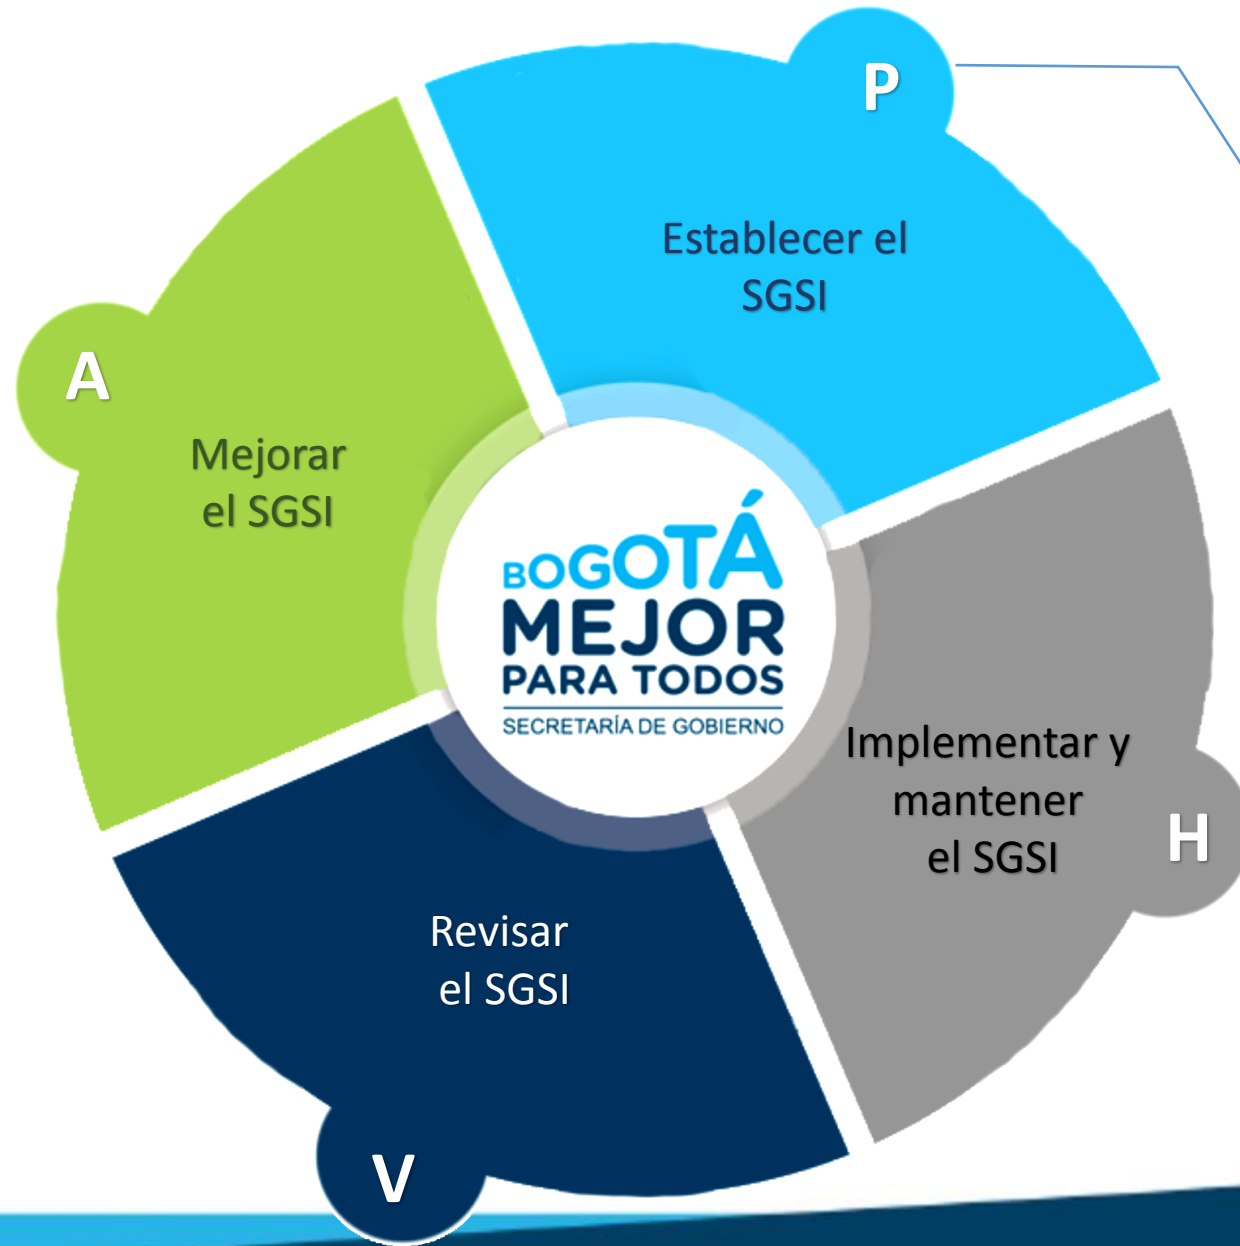 P
Establecer el
SGSI
A
Mejorar
el SGSI
BOGOTÁ
MEJOR
PARA TODOS
SECRETARÍA DE GOBIERNO
Implementar y
mantener
el SGSI
H
Revisar
el SGSI
V